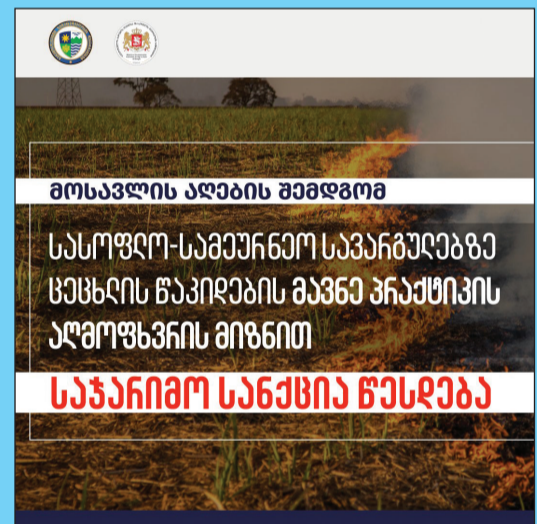 მოსავლის აღების შემდგომ
სასოფლო-სამეურნეო სავარგულებზე
ცეცხლის წაკიდების მავნე პრაქტიკის
აღმოფხვრის მიზნით
საჯარიმო სანქცია წესდება